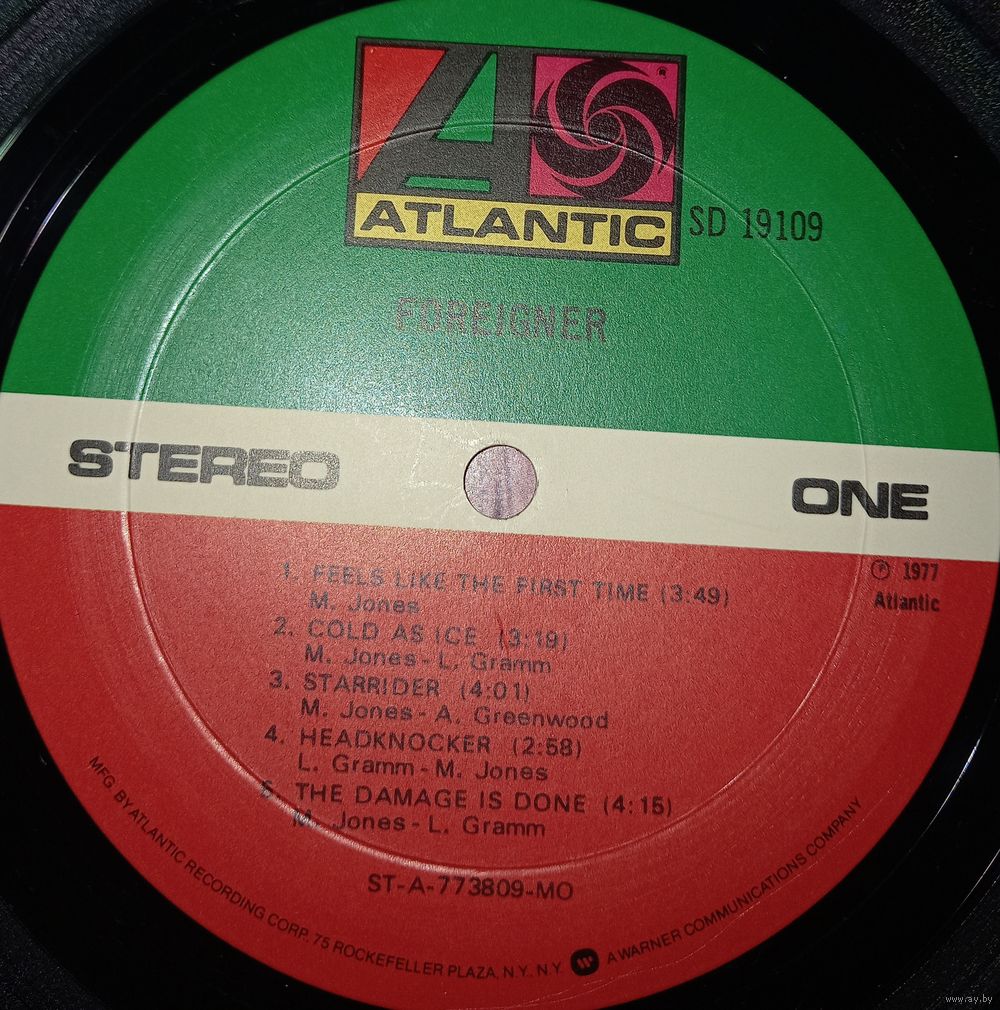 ATLANTIC
SD 19109
FOREIGNER
STEREO
ONE
℗ 1977
Atlantic
1. FEELS LIKE THE FIRST TIME (3:49)
M. Jones
2. COLD AS ICE (3:19)
M. Jones - L. Gramm
3. STARRIDER (4:01)
M. Jones - A. Greenwood
4. HEADKNOCKER (2:58)
L. Gramm - M. Jones
5. THE DAMAGE IS DONE (4:15)
M. Jones - L. Gramm
ST-A-773809-MO
MFG BY ATLANTIC RECORDING CORP. 75 ROCKEFELLER PLAZA, N.Y., N.Y. A WARNER COMMUNICATIONS COMPANY
www.ay.by